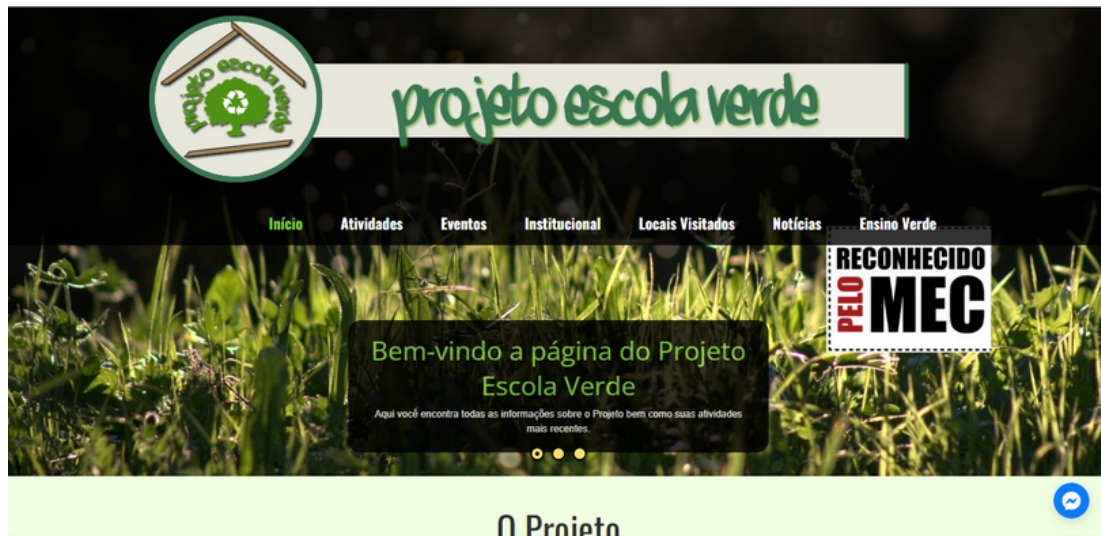 projeto escola verde
projeto escola verde
Início Atividades Eventos Institucional Locais Visitados Notícias Ensino Verde
RECONHECIDO
PELO MEC
Bem-vindo a página do Projeto
Escola Verde
Aqui você encontra todas as informações sobre o Projeto bem como suas atividades
mais recentes.
O Projeto